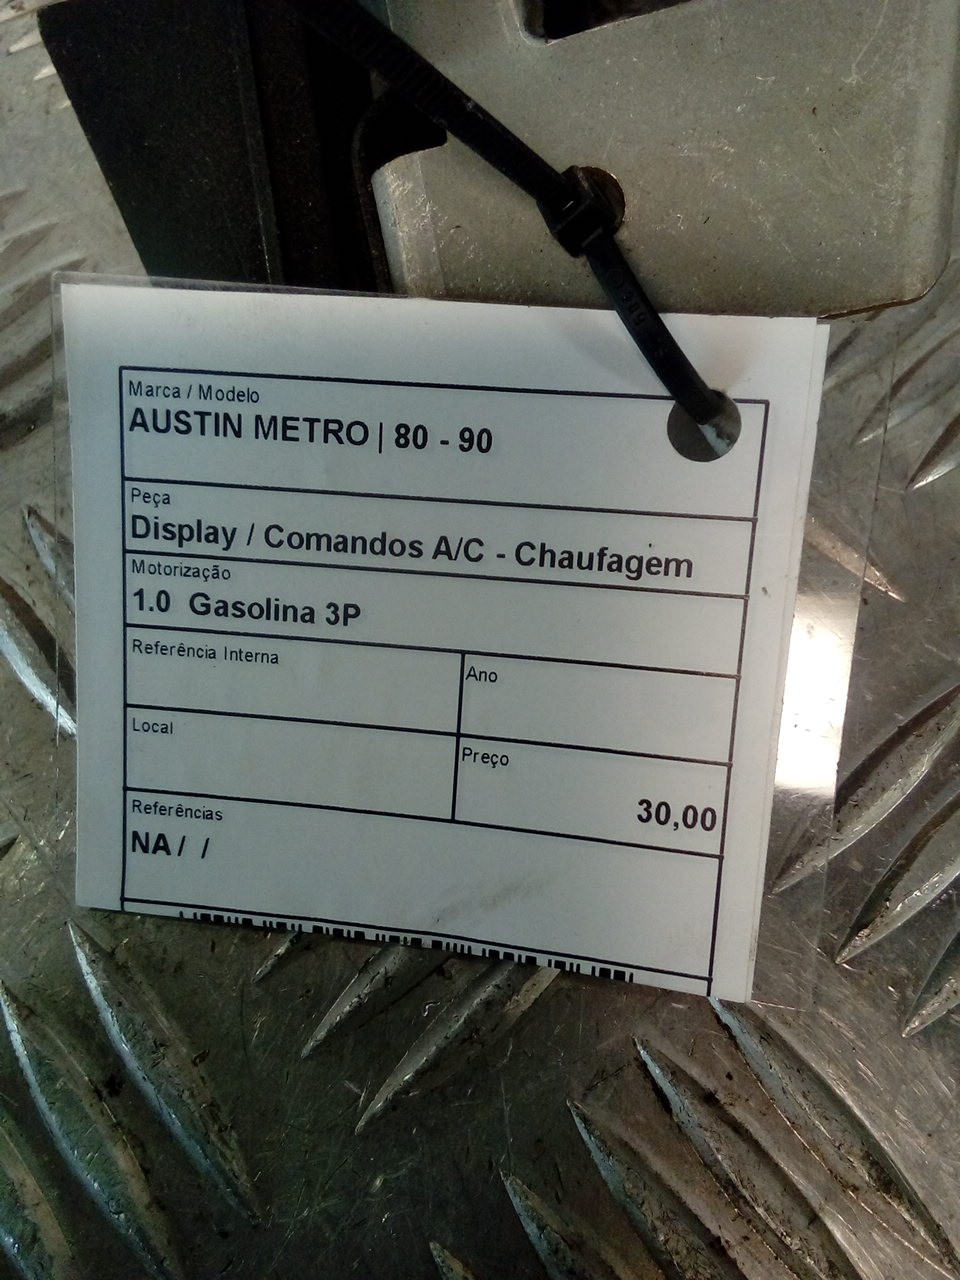 Marca / Modelo
AUSTIN METRO | 80 - 90
Peça
Display / Comandos A/C - Chaufagem
Motorização
1.0 Gasolina 3P
Referência Interna
Ano
Local
Preço
30,00
Referências
NA / /